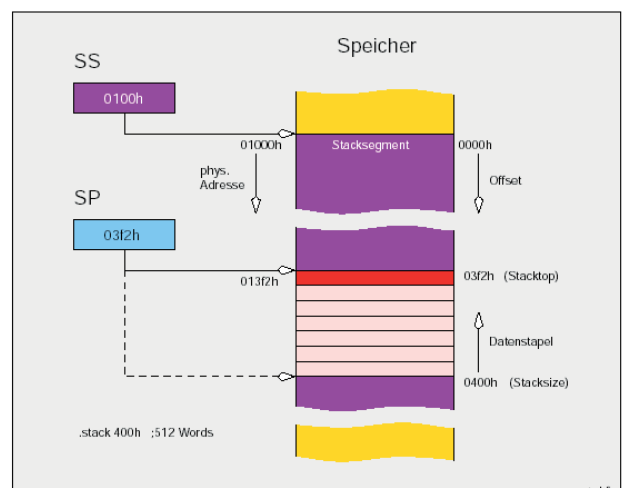 Speicher
SS
0100h
01000h
Stacksegment
0000h
phys.
Adresse
Offset
SP
03f2h
013f2h
03f2h (Stacktop)
Datenstapel
0400h (Stacksize)
.stack 400h ;512 Words